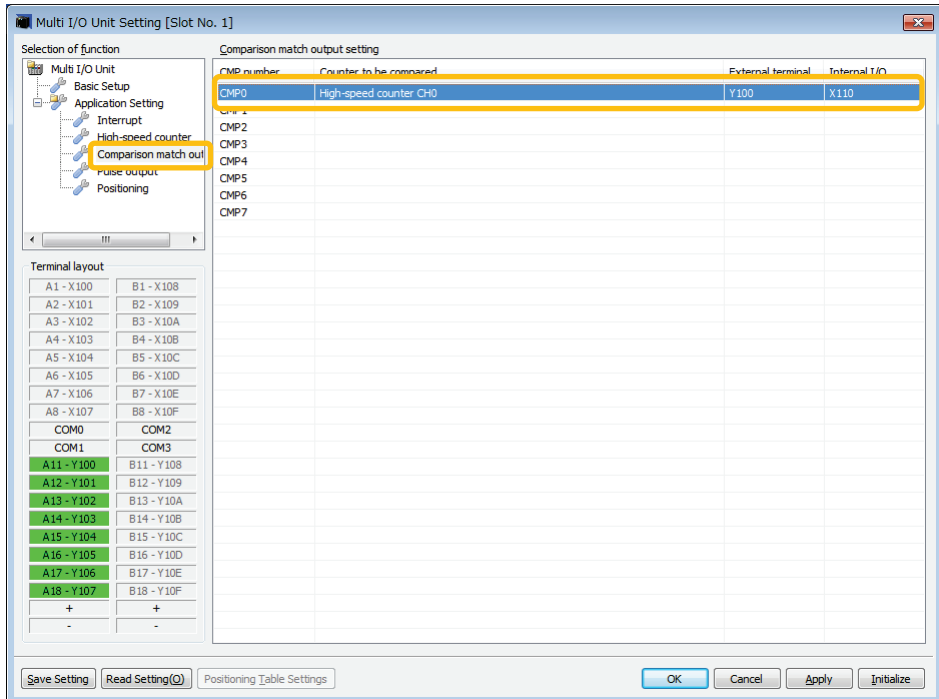 Multi I/O Unit Setting [Slot No. 1]
Selection of function
Multi I/O Unit
Basic Setup
Application Setting
Interrupt
High-speed counter
Comparison match out
Pulse output
Positioning
Terminal layout
A1 - X100 B1 - X108
A2 - X101 B2 - X109
A3 - X102 B3 - X10A
A4 - X103 B4 - X10B
A5 - X104 B5 - X10C
A6 - X105 B6 - X10D
A7 - X106 B7 - X10E
A8 - X107 B8 - X10F
COM0 COM2
COM1 COM3
A11 - Y100 B11 - Y108
A12 - Y101 B12 - Y109
A13 - Y102 B13 - Y10A
A14 - Y103 B14 - Y10B
A15 - Y104 B15 - Y10C
A16 - Y105 B16 - Y10D
A17 - Y106 B17 - Y10E
A18 - Y107 B18 - Y10F
+ +
- -
Comparison match output setting
CMP number Counter to be compared External terminal Internal I/O
CMP0 High-speed counter CH0 Y100 X110
CMP1
CMP2
CMP3
CMP4
CMP5
CMP6
CMP7
Save Setting Read Setting(O) Positioning Table Settings OK Cancel Apply Initialize